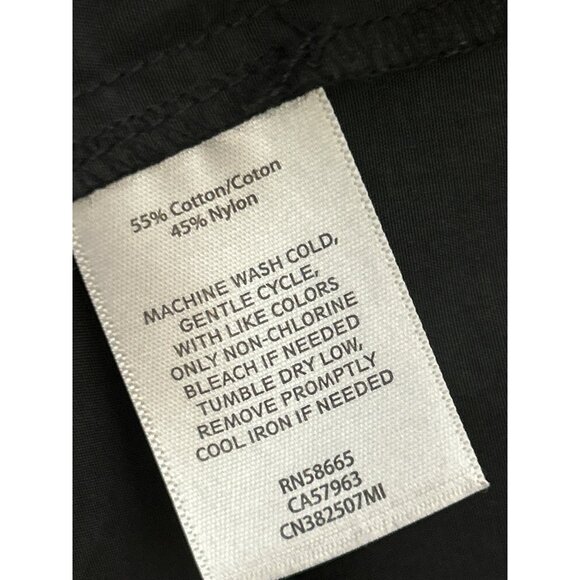 55% Cotton/Coton
45% Nylon
MACHINE WASH COLD,
GENTLE CYCLE,
WITH LIKE COLORS
ONLY NON-CHLORINE
BLEACH IF NEEDED
TUMBLE DRY LOW,
REMOVE PROMPTLY
COOL IRON IF NEEDED
RN58665
CA57963
CN382507MI